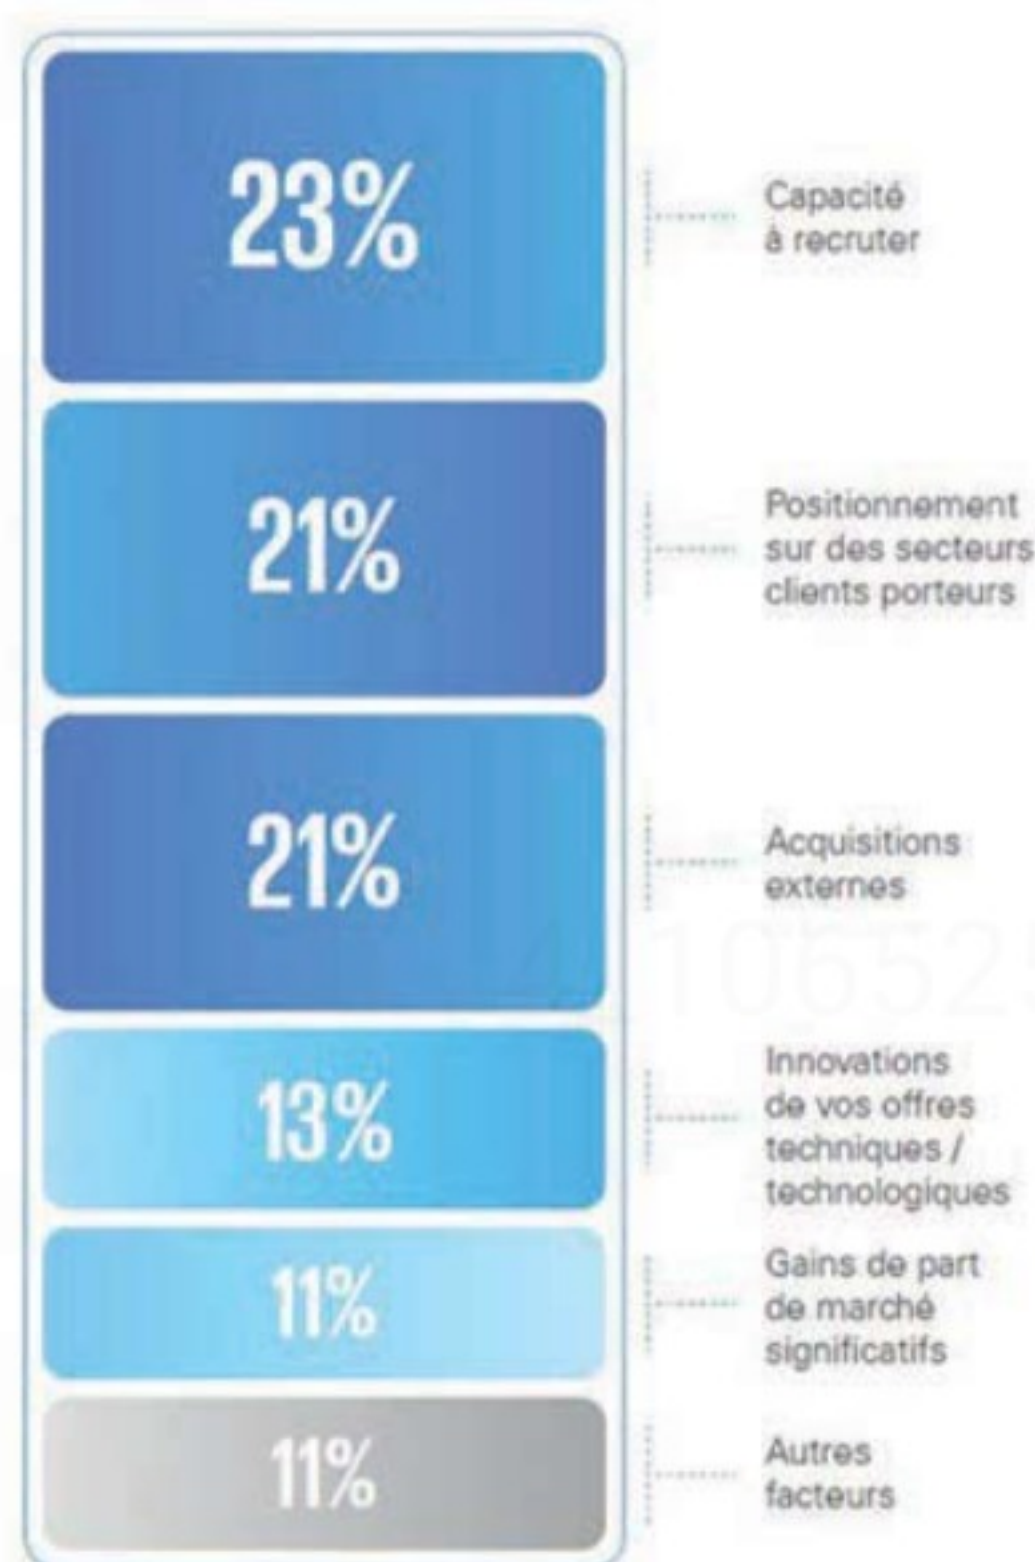 23%
Capacité
à recruter
21%
Positionnement
sur des secteurs
clients porteurs
21%
Acquisitions
externes
13%
Innovations
de vos offres
techniques /
technologiques
11%
Gains de part
de marché
significatifs
11%
Autres
facteurs